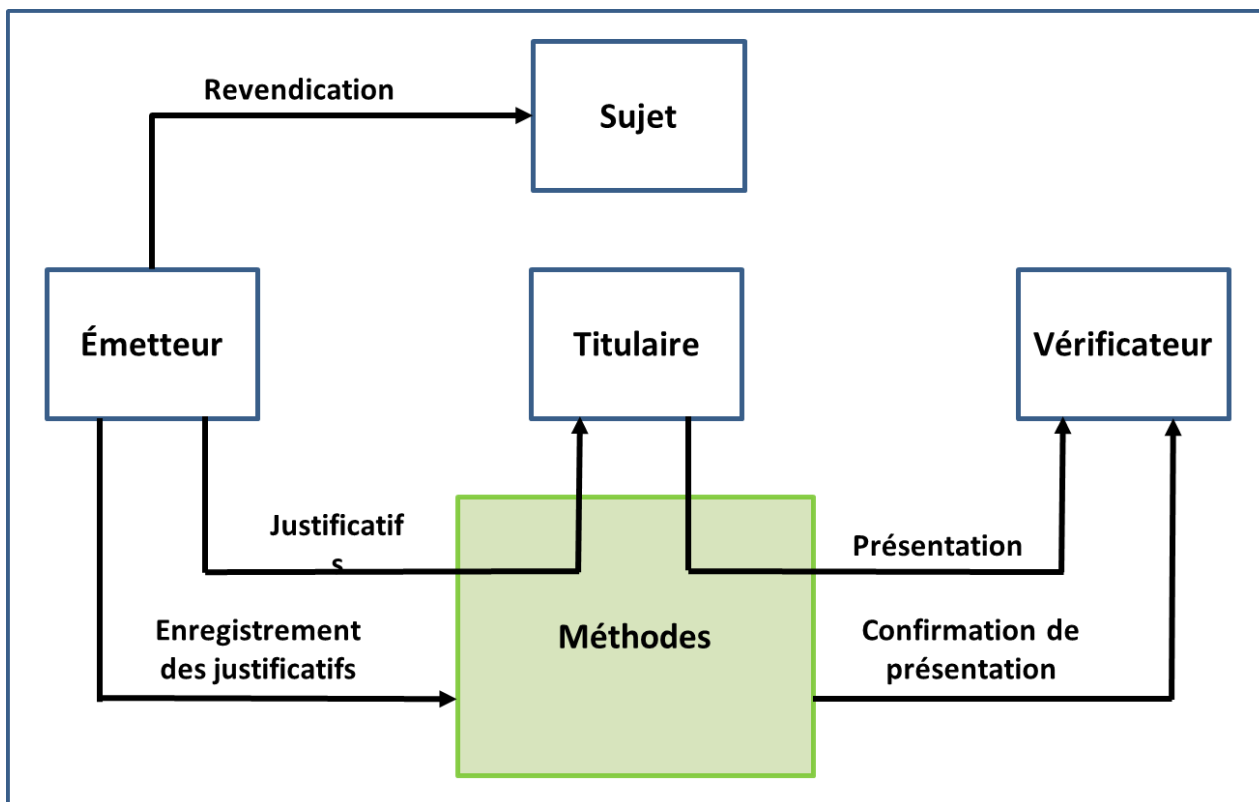 Revendication
Sujet
Émetteur
Titulaire
Vérificateur
Justificatif
s
Présentation
Enregistrement
des justificatifs
Méthodes
Confirmation de
présentation